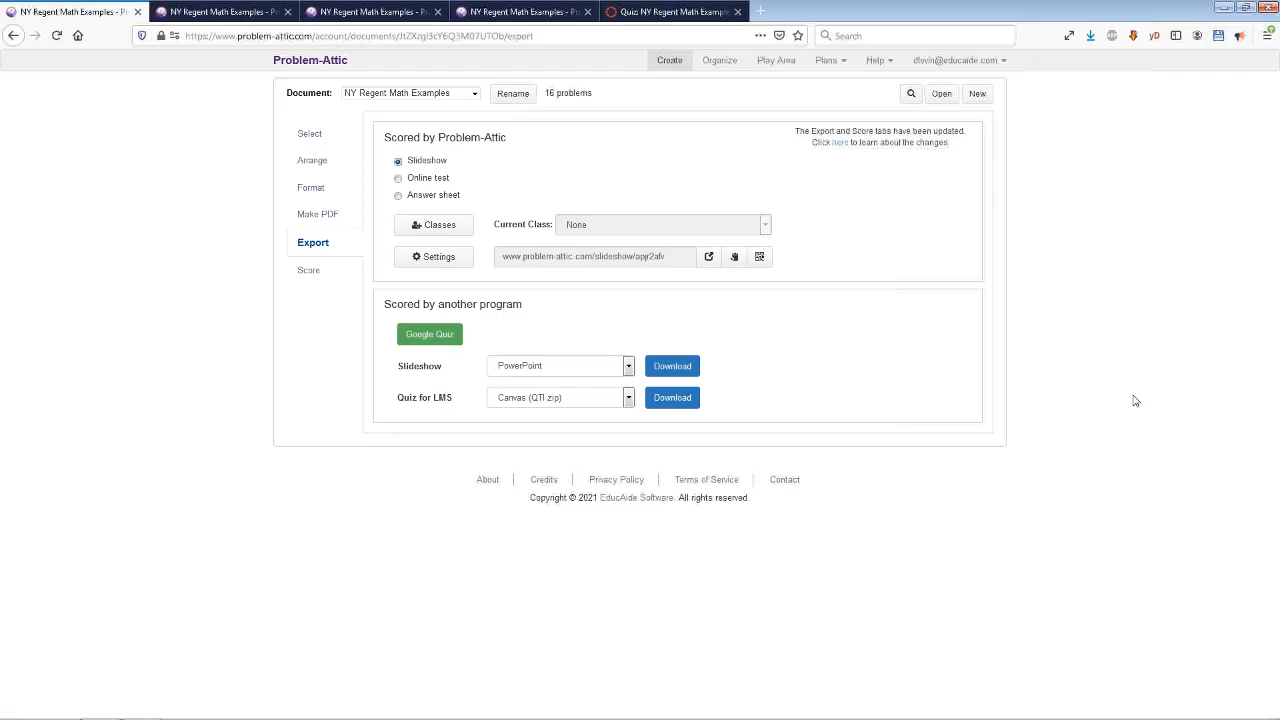 NY Regent Math Examples - Pr
NY Regent Math Examples - Pro
NY Regent Math Examples - Pro
NY Regent Math Examples - Pro
Quiz: NY Regent Math Example
https://www.problem-attic.com/account/documents/JtZXzgi3cY6Q3M07UTOb/export
Search
Problem-Attic
Create
Organize
Play Area
Plans
Help
dlevin@educaide.com
Document:
NY Regent Math Examples
Rename
16 problems
Open
New
Select
Arrange
Format
Make PDF
Export
Score
Scored by Problem-Attic
The Export and Score tabs have been updated.
Click here to learn about the changes.
Slideshow
Online test
Answer sheet
Classes
Current Class:
None
Settings
www.problem-attic.com/slideshow/apjr2afv
Scored by another program
Google Quiz
Slideshow
PowerPoint
Download
Quiz for LMS
Canvas (QTI zip)
Download
About
Credits
Privacy Policy
Terms of Service
Contact
Copyright © 2021 EducAide Software. All rights reserved.